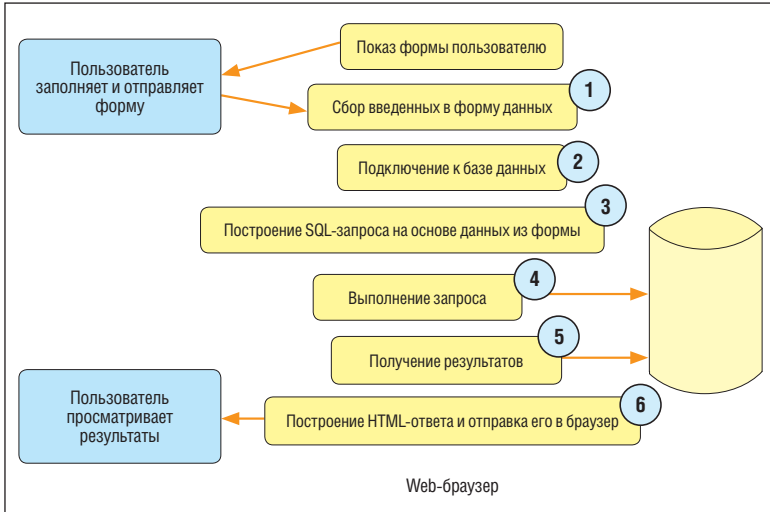 Показ формы пользователю
Пользователь
заполняет и отправляет
форму
Сбор введенных в форму данных
1
Подключение к базе данных
2
Построение SQL-запроса на основе данных из формы
3
Выполнение запроса
4
Получение результатов
5
Пользователь
просматривает
результаты
Построение HTML-ответа и отправка его в браузер
6
Web-браузер